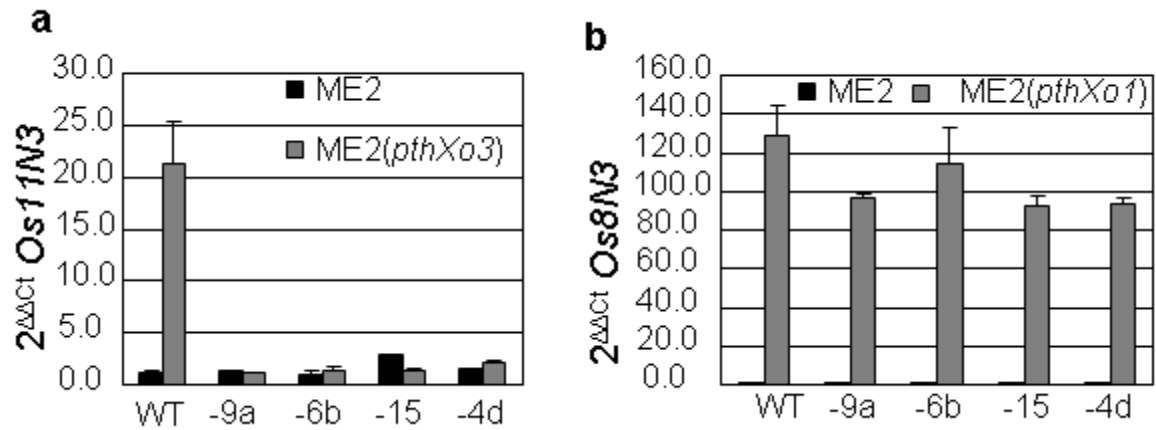 a
30.0
25.0
20.0
15.0
10.0
5.0
0.0
2ΔΔCt Os11N3
ME2
ME2(pthXo3)
WT -9a -6b -15 -4d
b
160.0
140.0
120.0
100.0
80.0
60.0
40.0
20.0
0.0
2ΔΔCt Os8N3
ME2 ME2(pthXo1)
WT -9a -6b -15 -4d